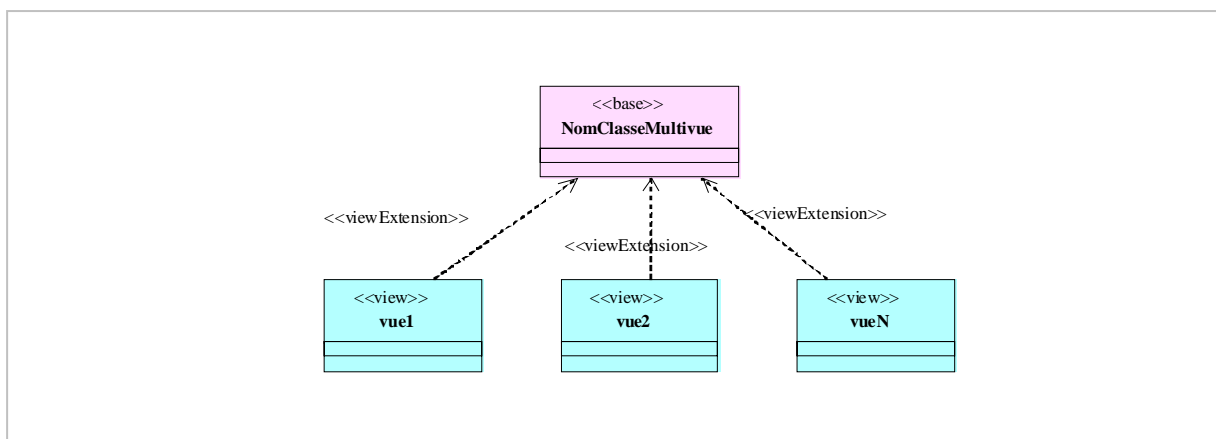 <<base>>
NomClasseMultivue
<<viewExtension>>
<<viewExtension>>
<<viewExtension>>
<<view>>
vue1
<<view>>
vue2
<<view>>
vueN